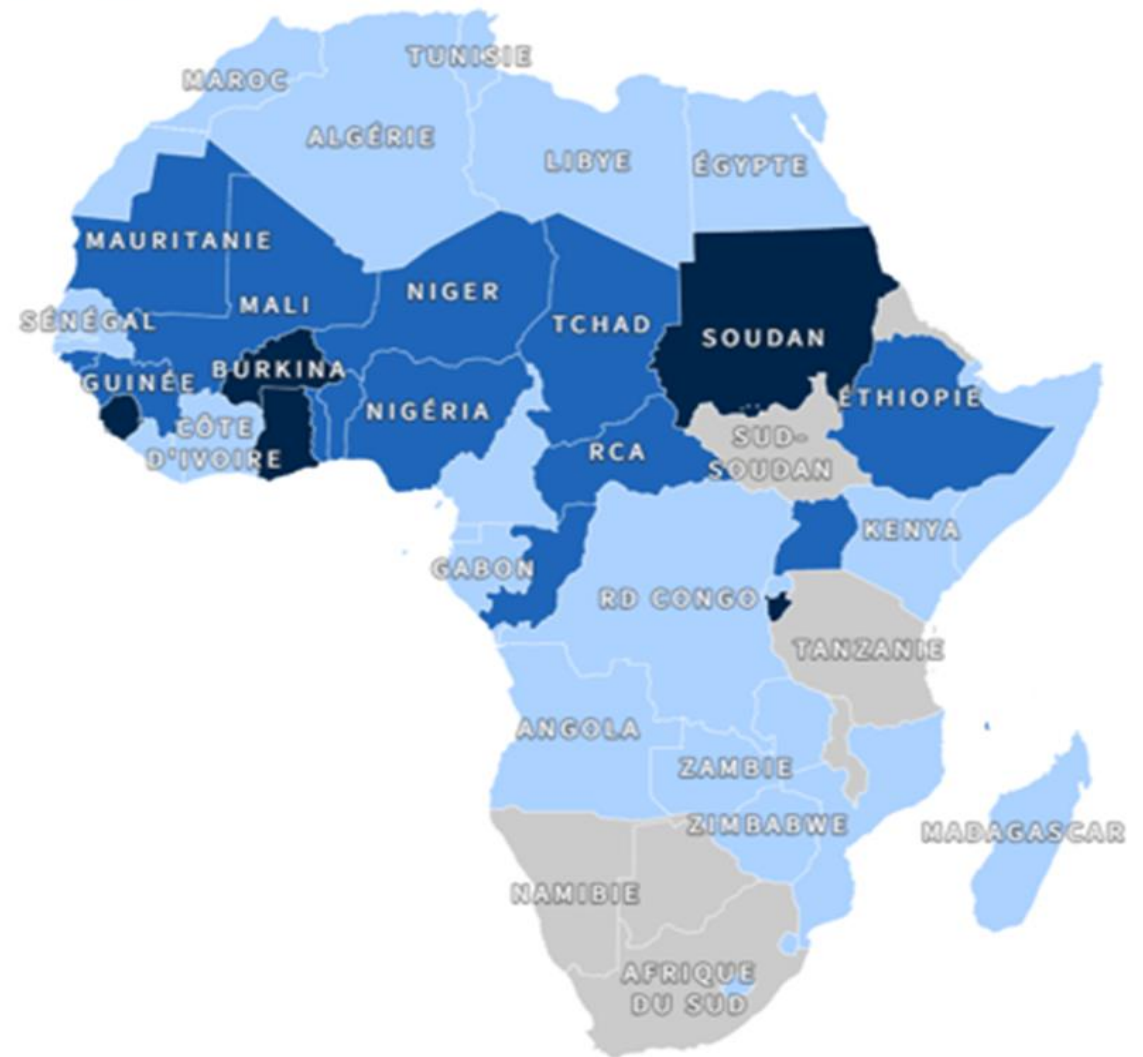 TUNISIE
MAROC
ALGÉRIE
LIBYE
ÉGYPTE
MAURITANIE
NIGER
MALI
SÉNÉGAL
TCHAD
SOUDAN
BURKINA
GUINÉE
ÉTHIOPIE
NIGÉRIA
CÔTE
D'IVOIRE
RCA
SUD-
SOUDAN
KENYA
GABON
RD CONGO
TANZANIE
ANGOLA
ZAMBIE
ZIMBABWE
MADAGASCAR
NAMIBIE
AFRIQUE
DU SUD